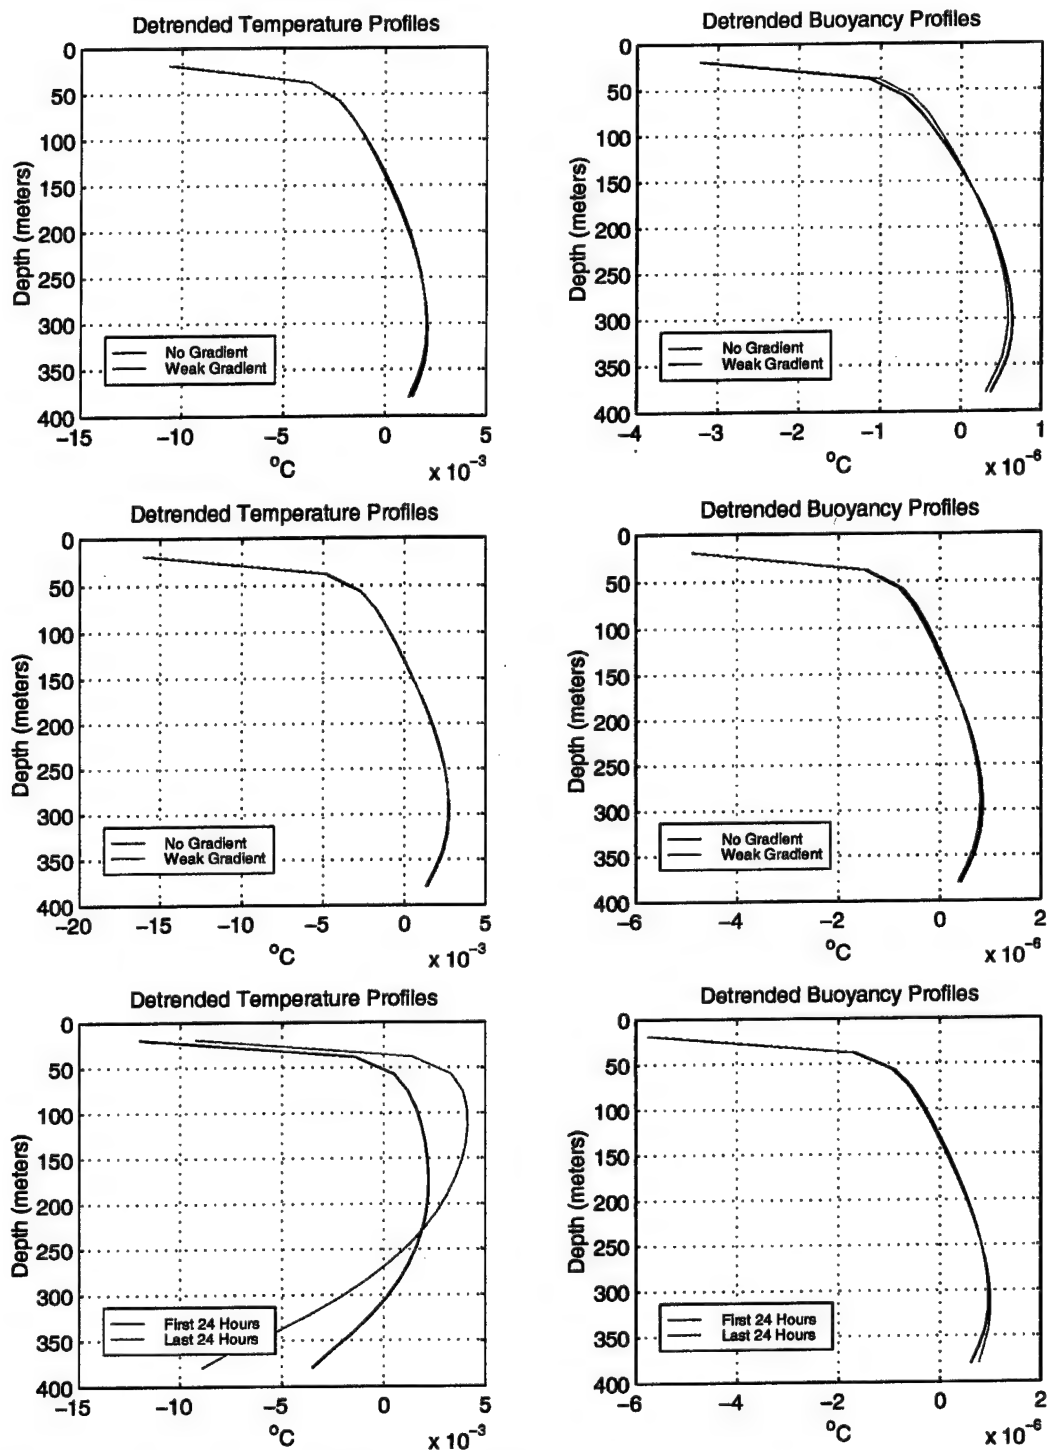 Detrended Temperature Profiles
0
50
100
150
200
250
300
350
400
Depth (meters)
No Gradient
Weak Gradient
−15 −10 −5 0 5
°C x 10⁻³
Detrended Buoyancy Profiles
0
50
100
150
200
250
300
350
400
Depth (meters)
No Gradient
Weak Gradient
−4 −3 −2 −1 0 1
°C x 10⁻⁶
Detrended Temperature Profiles
0
50
100
150
200
250
300
350
400
Depth (meters)
No Gradient
Weak Gradient
−20 −15 −10 −5 0 5
°C x 10⁻³
Detrended Buoyancy Profiles
0
50
100
150
200
250
300
350
400
Depth (meters)
No Gradient
Weak Gradient
−6 −4 −2 0 2
°C x 10⁻⁶
Detrended Temperature Profiles
0
50
100
150
200
250
300
350
400
Depth (meters)
First 24 Hours
Last 24 Hours
−15 −10 −5 0 5
°C x 10⁻³
Detrended Buoyancy Profiles
0
50
100
150
200
250
300
350
400
Depth (meters)
First 24 Hours
Last 24 Hours
−6 −4 −2 0 2
°C x 10⁻⁶